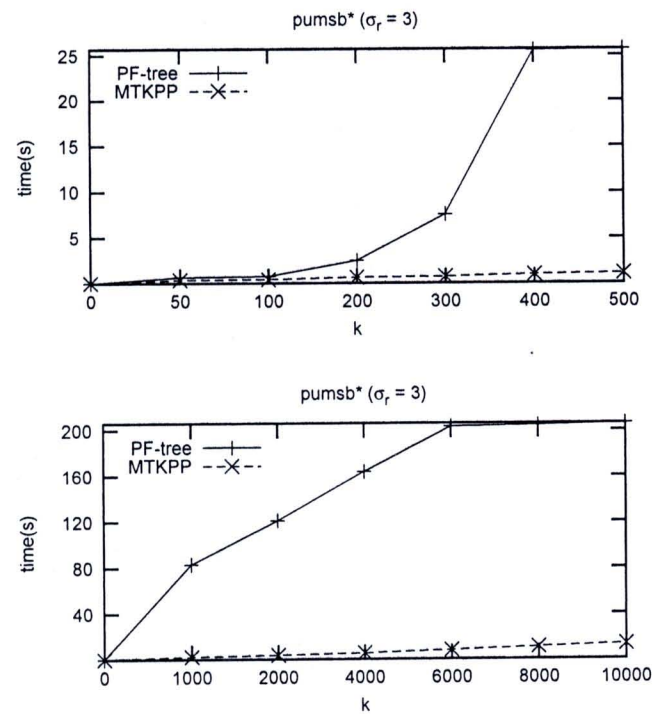 pumsb* (σr = 3)
25
20
15
10
5
time(s)
PF-tree
MTKPP
0 50 100 200 300 400 500
k
pumsb* (σr = 3)
200
160
120
80
40
time(s)
PF-tree
MTKPP
0 1000 2000 4000 6000 8000 10000
k